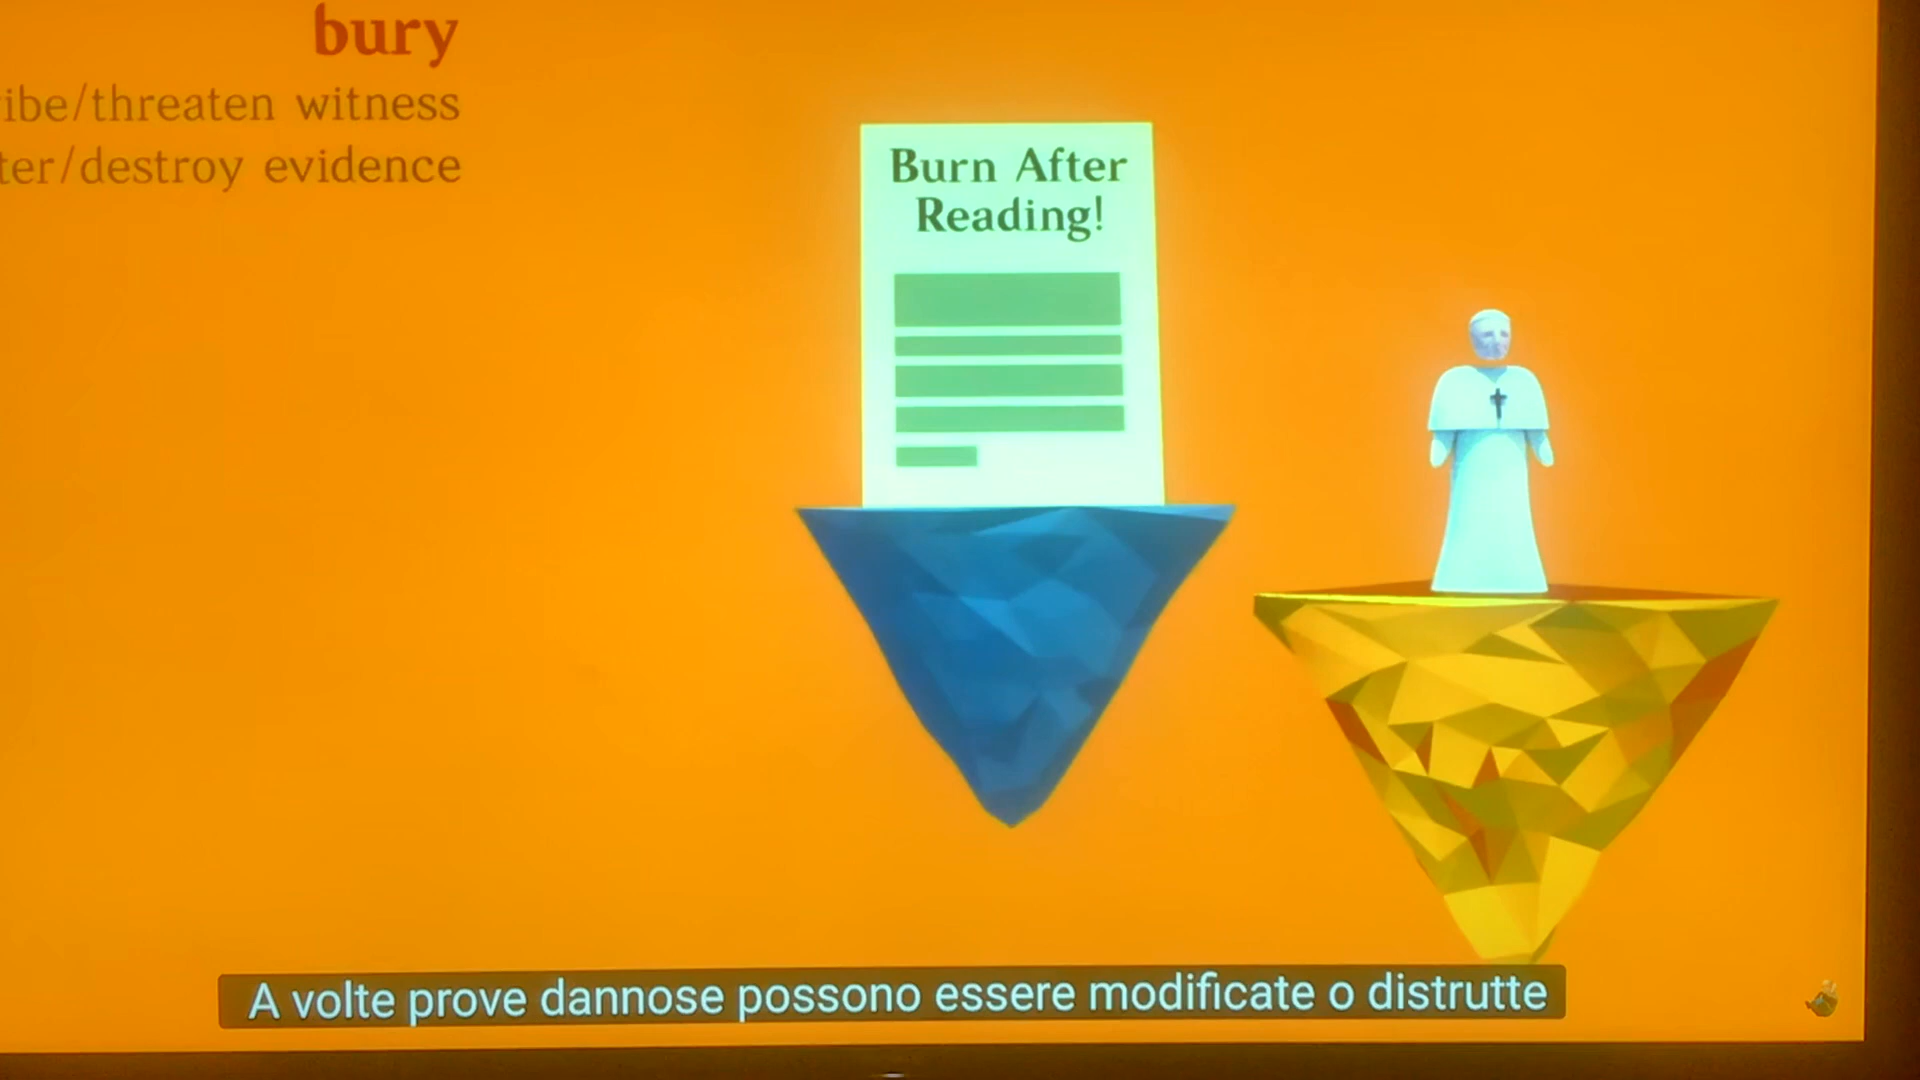 bury
ibe/threaten witness
ter/destroy evidence
Burn After
Reading!
A volte prove dannose possono essere modificate o distrutte